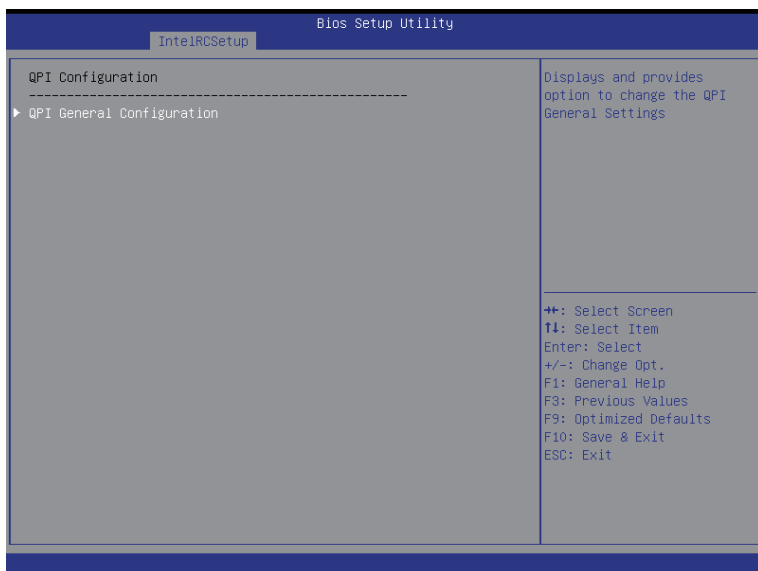 Bios Setup Utility
IntelRCSetup
QPI Configuration
--------------------------------------------------
QPI General Configuration
Displays and provides
option to change the QPI
General Settings
→←: Select Screen
↑↓: Select Item
Enter: Select
+/-: Change Opt.
F1: General Help
F3: Previous Values
F9: Optimized Defaults
F10: Save & Exit
ESC: Exit